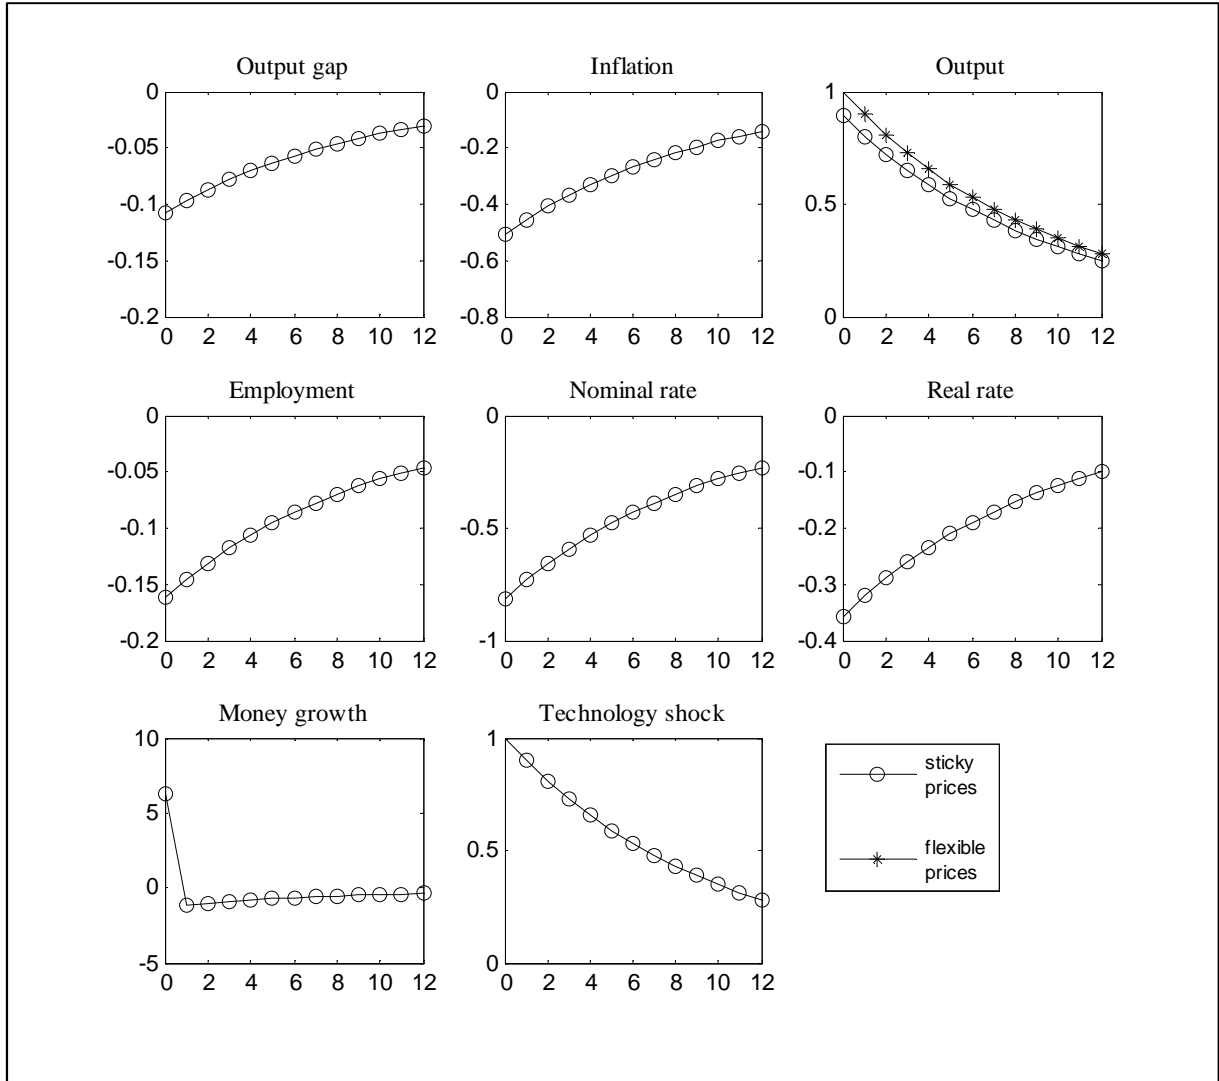 Output gap
0
-0.05
-0.1
-0.15
-0.2
0 2 4 6 8 10 12
Inflation
0
-0.2
-0.4
-0.6
-0.8
0 2 4 6 8 10 12
Output
1
0.5
0
0 2 4 6 8 10 12
Employment
0
-0.05
-0.1
-0.15
-0.2
0 2 4 6 8 10 12
Nominal rate
0
-0.5
-1
0 2 4 6 8 10 12
Real rate
0
-0.1
-0.2
-0.3
-0.4
0 2 4 6 8 10 12
Money growth
10
5
0
-5
0 2 4 6 8 10 12
Technology shock
1
0.5
0
0 2 4 6 8 10 12
sticky
prices
flexible
prices